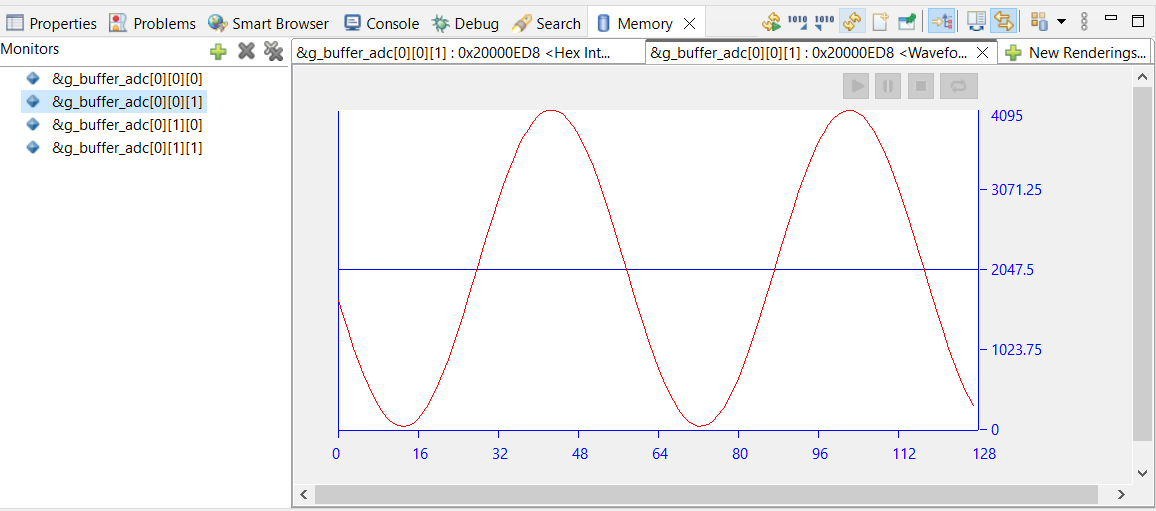 Properties Problems Smart Browser Console Debug Search Memory
1010 1010
Monitors
&g_buffer_adc[0][0][1] : 0x20000ED8 <Hex Int... &g_buffer_adc[0][0][1] : 0x20000ED8 <Wavefo... New Renderings...
&g_buffer_adc[0][0][0]
&g_buffer_adc[0][0][1]
&g_buffer_adc[0][1][0]
&g_buffer_adc[0][1][1]
4095
3071.25
2047.5
1023.75
0
0 16 32 48 64 80 96 112 128